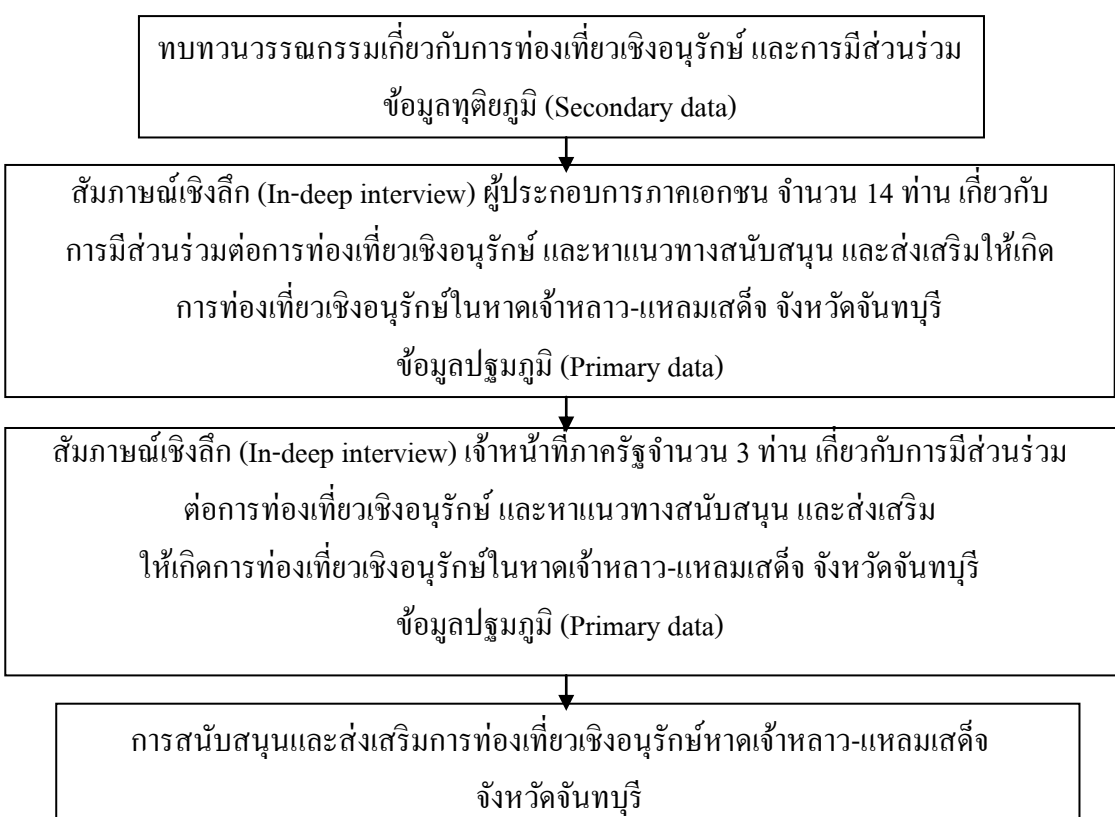 ทบทวนวรรณกรรมเกี่ยวกับการท่องเที่ยวเชิงอนุรักษ์ และการมีส่วนร่วม
ข้อมูลทุติยภูมิ (Secondary data)
สัมภาษณ์เชิงลึก (In-deep interview) ผู้ประกอบการภาคเอกชน จำนวน 14 ท่าน เกี่ยวกับ
การมีส่วนร่วมต่อการท่องเที่ยวเชิงอนุรักษ์ และหาแนวทางสนับสนุน และส่งเสริมให้เกิด
การท่องเที่ยวเชิงอนุรักษ์ในหาดเจ้าหลาว-แหลมเสด็จ จังหวัดจันทบุรี
ข้อมูลปฐมภูมิ (Primary data)
สัมภาษณ์เชิงลึก (In-deep interview) เจ้าหน้าที่ภาครัฐจำนวน 3 ท่าน เกี่ยวกับการมีส่วนร่วม
ต่อการท่องเที่ยวเชิงอนุรักษ์ และหาแนวทางสนับสนุน และส่งเสริม
ให้เกิดการท่องเที่ยวเชิงอนุรักษ์ในหาดเจ้าหลาว-แหลมเสด็จ จังหวัดจันทบุรี
ข้อมูลปฐมภูมิ (Primary data)
การสนับสนุนและส่งเสริมการท่องเที่ยวเชิงอนุรักษ์หาดเจ้าหลาว-แหลมเสด็จ
จังหวัดจันทบุรี